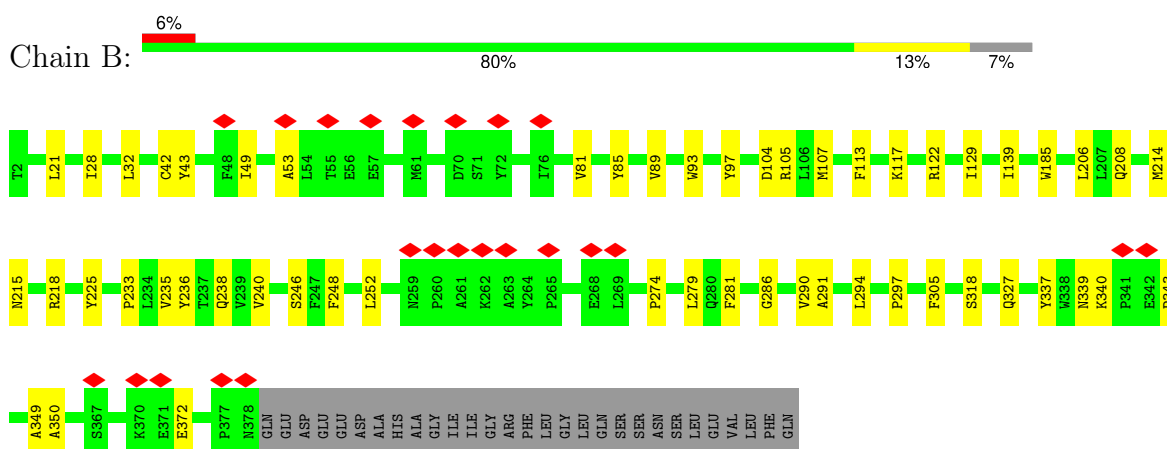 6%
Chain B:
80% 13% 7%
T2 L21 I28 L32 C42 Y43 F48 I49 A53 L54 T55 E56 E57 M61 D70 S71 Y72 I76 V81 Y85 V89 W93 Y97 D104 R105 L106 M107 F113 K117 R122 I129 I139 W185 L206 L207 Q208 M214
N215 R218 Y225 P233 L234 V235 Y236 T237 Q238 V239 V240 S246 F247 F248 L252 N259 P260 A261 K262 A263 Y264 P265 E268 L269 P274 L279 Q280 F281 G286 V290 A291 L294 P297 F305 S318 Q327 Y337 W338 N339 K340 P341 E342
A349 A350 S367 K370 E371 E372 P377 N378 GLN GLU ASP GLU GLU ASP ALA HIS ALA GLY ILE ILE GLY ARG PHE LEU GLY LEU GLN SER SER ASN SER LEU GLU VAL LEU PHE GLN